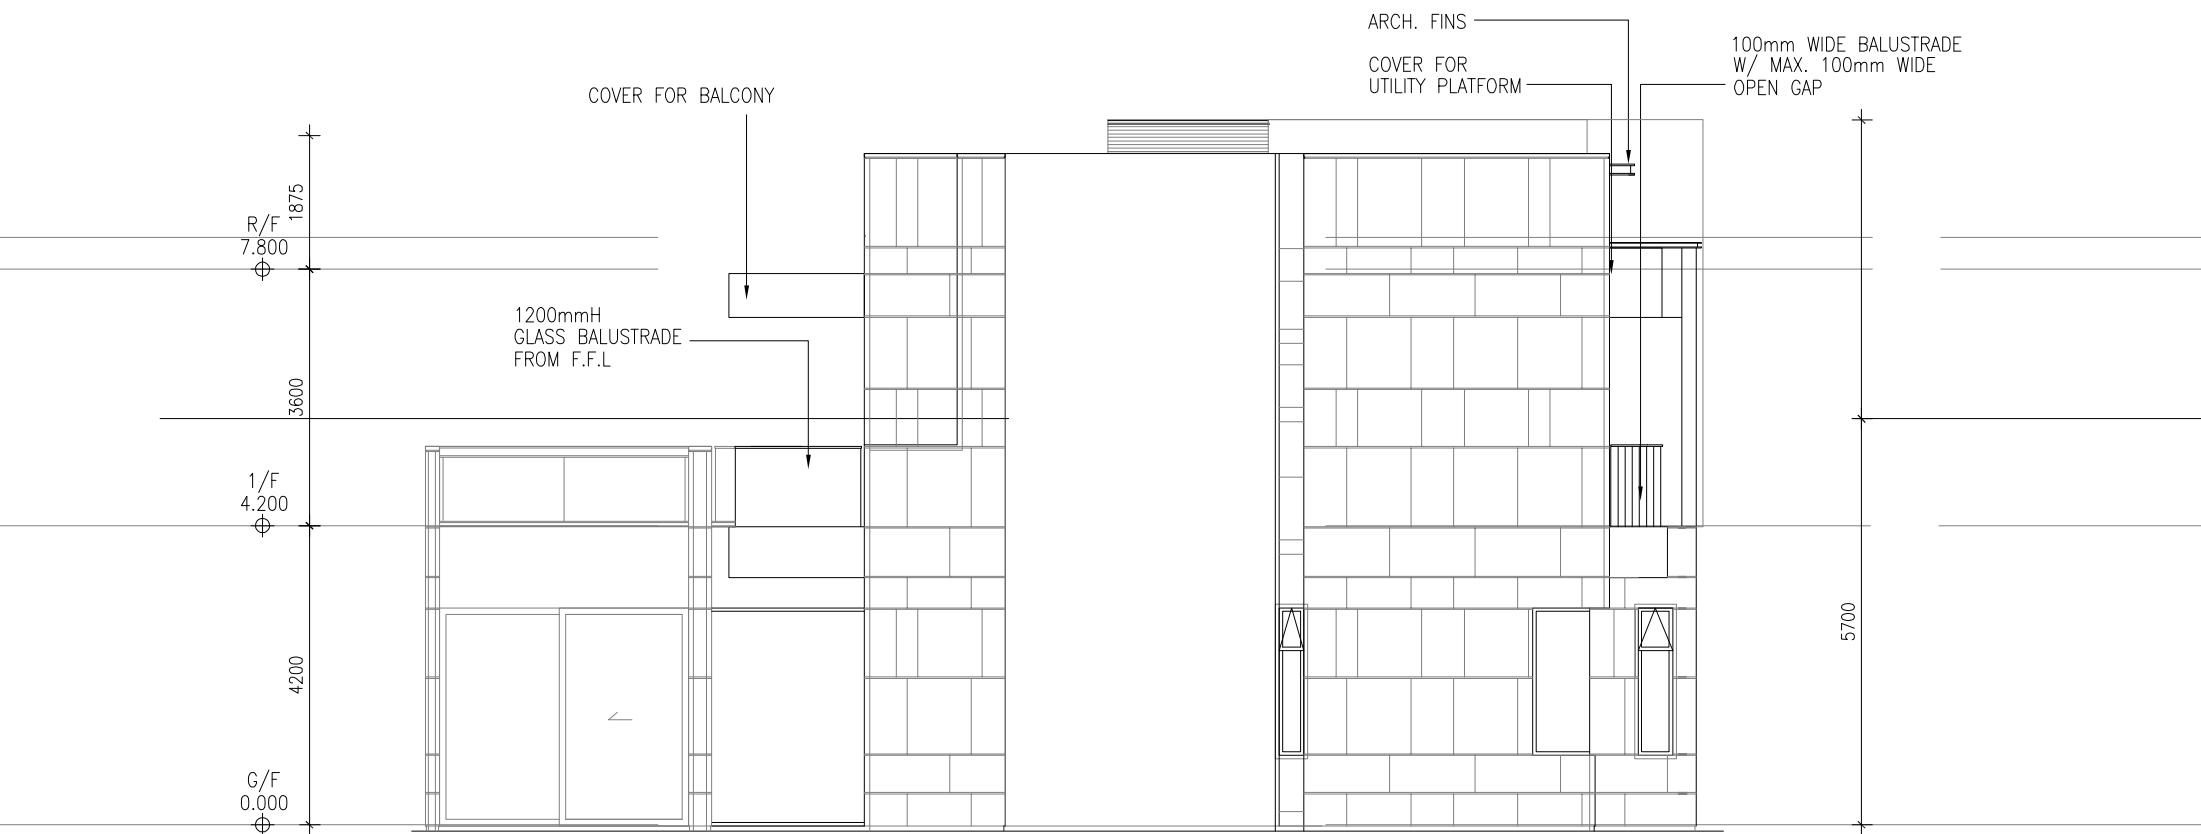 ARCH. FINS
100mm WIDE BALUSTRADE
W/ MAX. 100mm WIDE
OPEN GAP
COVER FOR
UTILITY PLATFORM
COVER FOR BALCONY
1875
R/F
7.800
1200mmH
GLASS BALUSTRADE
FROM F.F.L
3600
1/F
4.200
5700
4200
G/F
0.000